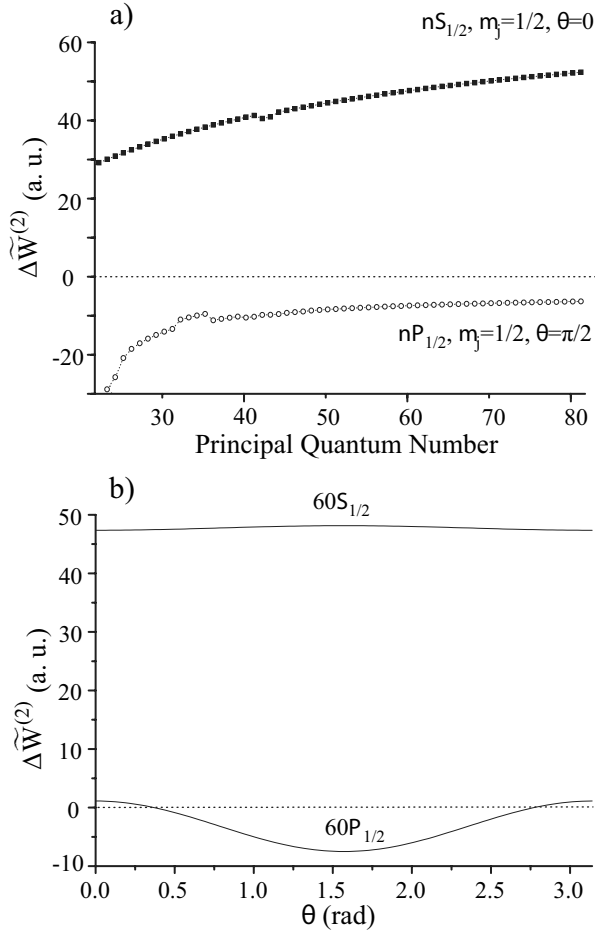 a)
nS1/2, mj=1/2, θ=0
60
40
20
0
-20
ΔW̃(2) (a. u.)
nP1/2, mj=1/2, θ=π/2
30 40 50 60 70 80
Principal Quantum Number
b)
60S1/2
50
45
40
30
20
10
0
-10
ΔW̃(2) (a. u.)
60P1/2
0.0 0.5 1.0 1.5 2.0 2.5 3.0
θ (rad)